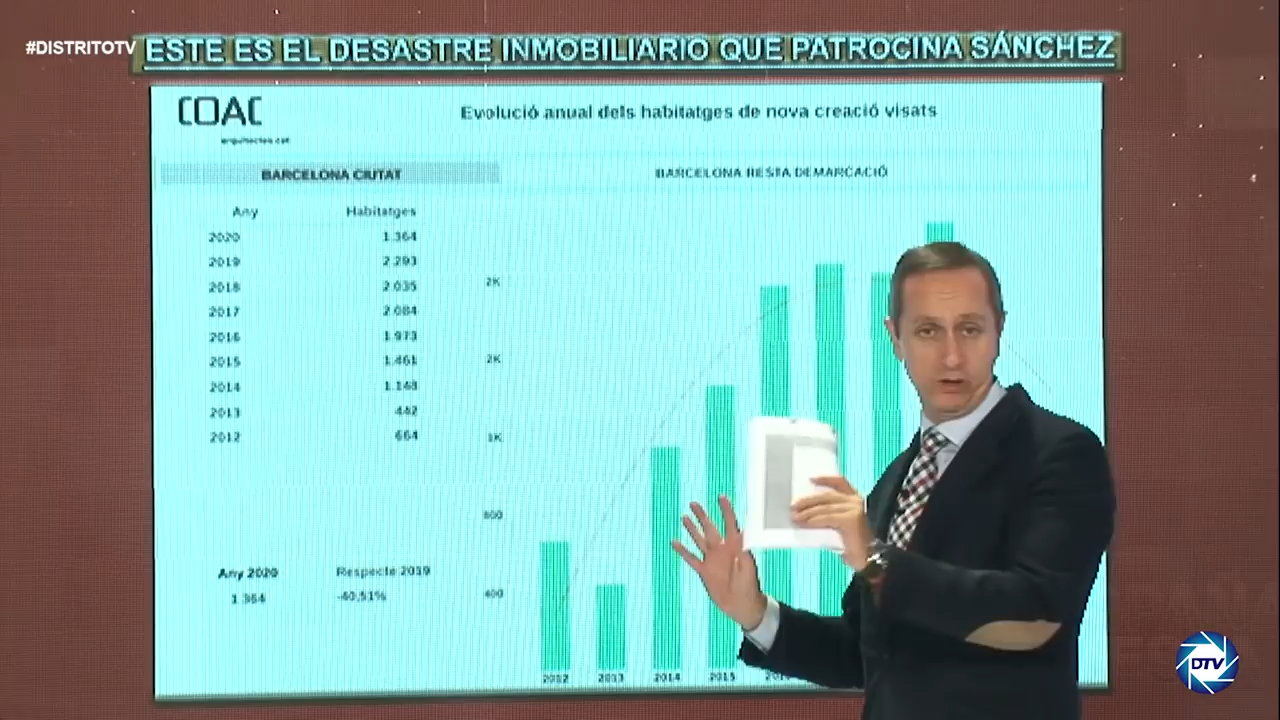 #DISTRITOTV
ESTE ES EL DESASTRE INMOBILIARIO QUE PATROCINA SÁNCHEZ
COAC
arquitectes.cat
Evolució anual dels habitatges de nova creació visats
BARCELONA CIUTAT
BARCELONA RESTA DEMARCACIÓ
Any Habitatges
2020 1.364
2019 2.293
2018 2.035
2017 2.084
2016 1.973
2015 1.461
2014 1.148
2013 442
2012 664
2K
2K
1K
800
400
Any 2020 Respecte 2019
1.364 -40,51%
2012 2013 2014 2015
DTV